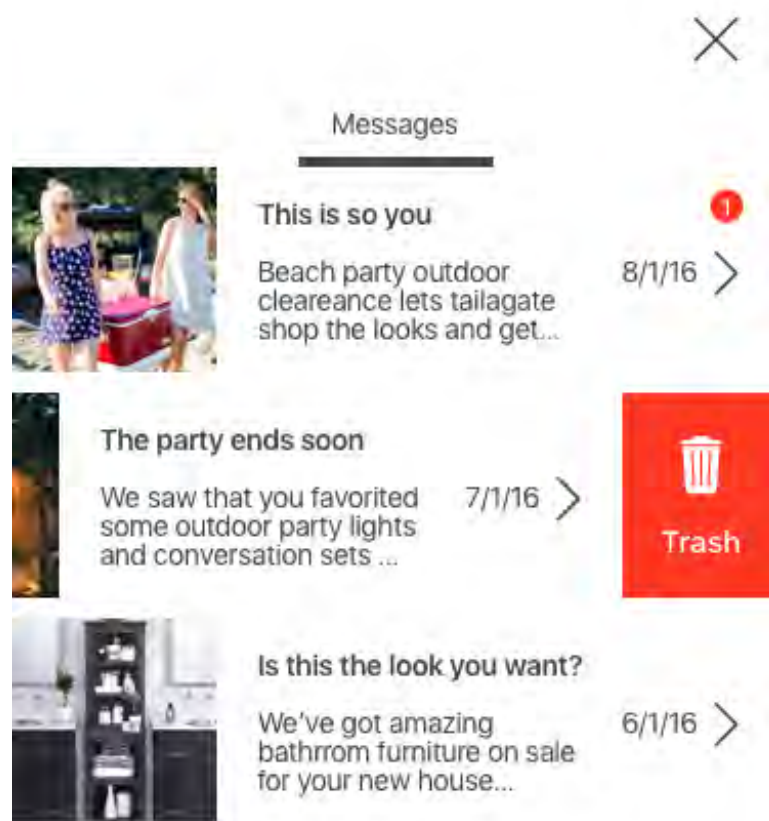 Messages
This is so you
1
Beach party outdoor
cleareance lets tailagate
shop the looks and get...
8/1/16
The party ends soon
We saw that you favorited
some outdoor party lights
and conversation sets ...
7/1/16
Trash
Is this the look you want?
We've got amazing
bathrrom furniture on sale
for your new house...
6/1/16